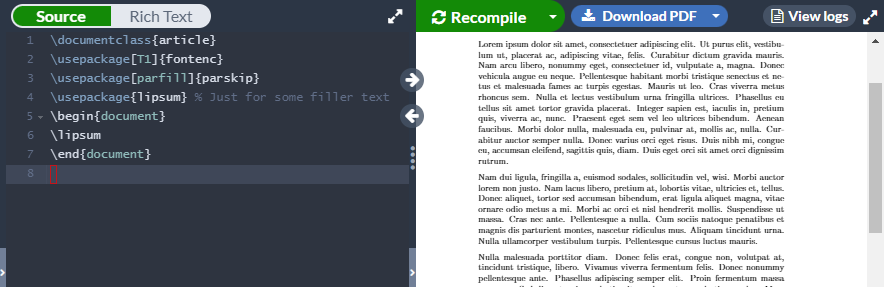 Source
Rich Text
Recompile
Download PDF
View logs
1 \documentclass{article}
2 \usepackage[T1]{fontenc}
3 \usepackage[parfill]{parskip}
4 \usepackage{lipsum} % Just for some filler text
5 \begin{document}
6 \lipsum
7 \end{document}
8
Lorem ipsum dolor sit amet, consectetuer adipiscing elit. Ut purus elit, vestibu-
lum ut, placerat ac, adipiscing vitae, felis. Curabitur dictum gravida mauris.
Nam arcu libero, nonummy eget, consectetuer id, vulputate a, magna. Donec
vehicula augue eu neque. Pellentesque habitant morbi tristique senectus et ne-
tus et malesuada fames ac turpis egestas. Mauris ut leo. Cras viverra metus
rhoncus sem. Nulla et lectus vestibulum urna fringilla ultrices. Phasellus eu
tellus sit amet tortor gravida placerat. Integer sapien est, iaculis in, pretium
quis, viverra ac, nunc. Praesent eget sem vel leo ultrices bibendum. Aenean
faucibus. Morbi dolor nulla, malesuada eu, pulvinar at, mollis ac, nulla. Cur-
abitur auctor semper nulla. Donec varius orci eget risus. Duis nibh mi, congue
eu, accumsan eleifend, sagittis quis, diam. Duis eget orci sit amet orci dignissim
rutrum.
Nam dui ligula, fringilla a, euismod sodales, sollicitudin vel, wisi. Morbi auctor
lorem non justo. Nam lacus libero, pretium at, lobortis vitae, ultricies et, tellus.
Donec aliquet, tortor sed accumsan bibendum, erat ligula aliquet magna, vitae
ornare odio metus a mi. Morbi ac orci et nisl hendrerit mollis. Suspendisse ut
massa. Cras nec ante. Pellentesque a nulla. Cum sociis natoque penatibus et
magnis dis parturient montes, nascetur ridiculus mus. Aliquam tincidunt urna.
Nulla ullamcorper vestibulum turpis. Pellentesque cursus luctus mauris.
Nulla malesuada porttitor diam. Donec felis erat, congue non, volutpat at,
tincidunt tristique, libero. Vivamus viverra fermentum felis. Donec nonummy
pellentesque ante. Phasellus adipiscing semper elit. Proin fermentum massa